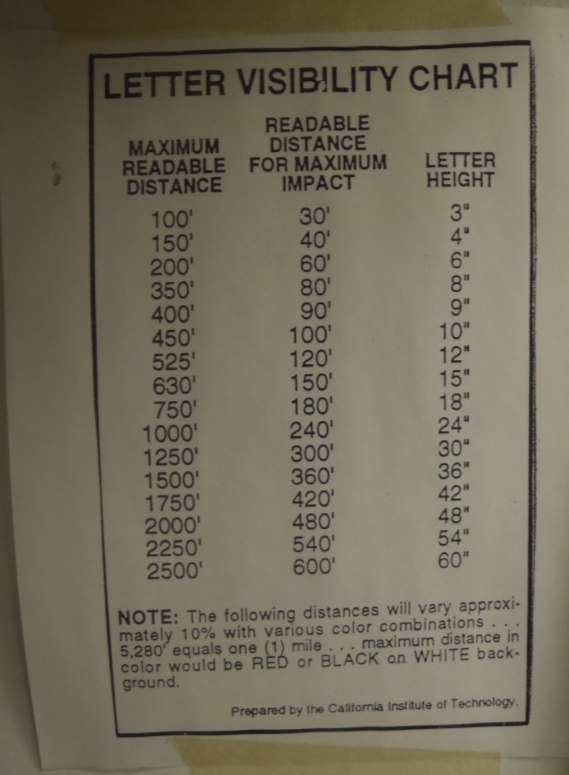 LETTER VISIBILITY CHART
MAXIMUM READABLE DISTANCE READABLE DISTANCE FOR MAXIMUM IMPACT LETTER HEIGHT
100' 30' 3"
150' 40' 4"
200' 60' 6"
350' 80' 8"
400' 90' 9"
450' 100' 10"
525' 120' 12"
630' 150' 15"
750' 180' 18"
1000' 240' 24"
1250' 300' 30"
1500' 360' 36"
1750' 420' 42"
2000' 480' 48"
2250' 540' 54"
2500' 600' 60"
NOTE: The following distances will vary approxi-
mately 10% with various color combinations . . .
5,280' equals one (1) mile . . . maximum distance in
color would be RED or BLACK on WHITE back-
ground.
Prepared by the California Institute of Technology.